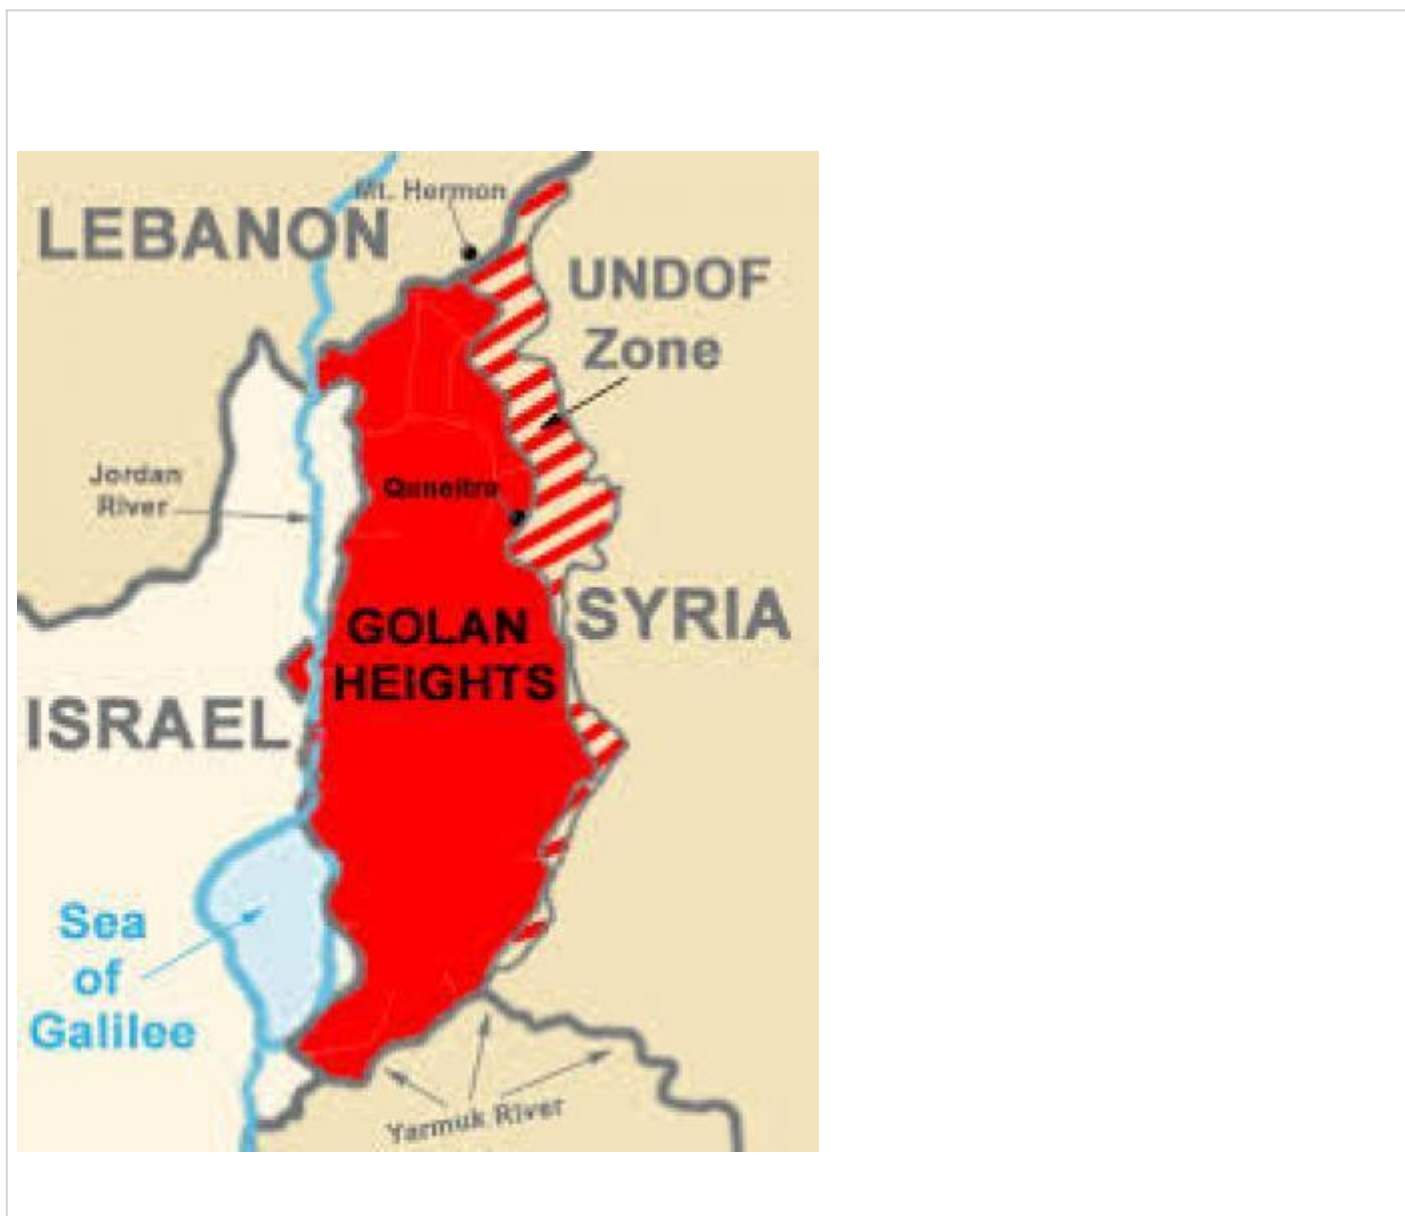 Mt. Hermon
LEBANON
UNDOF
Zone
Jordan
River
Quneitra
SYRIA
GOLAN
HEIGHTS
ISRAEL
Sea
of
Galilee
Yarmuk River